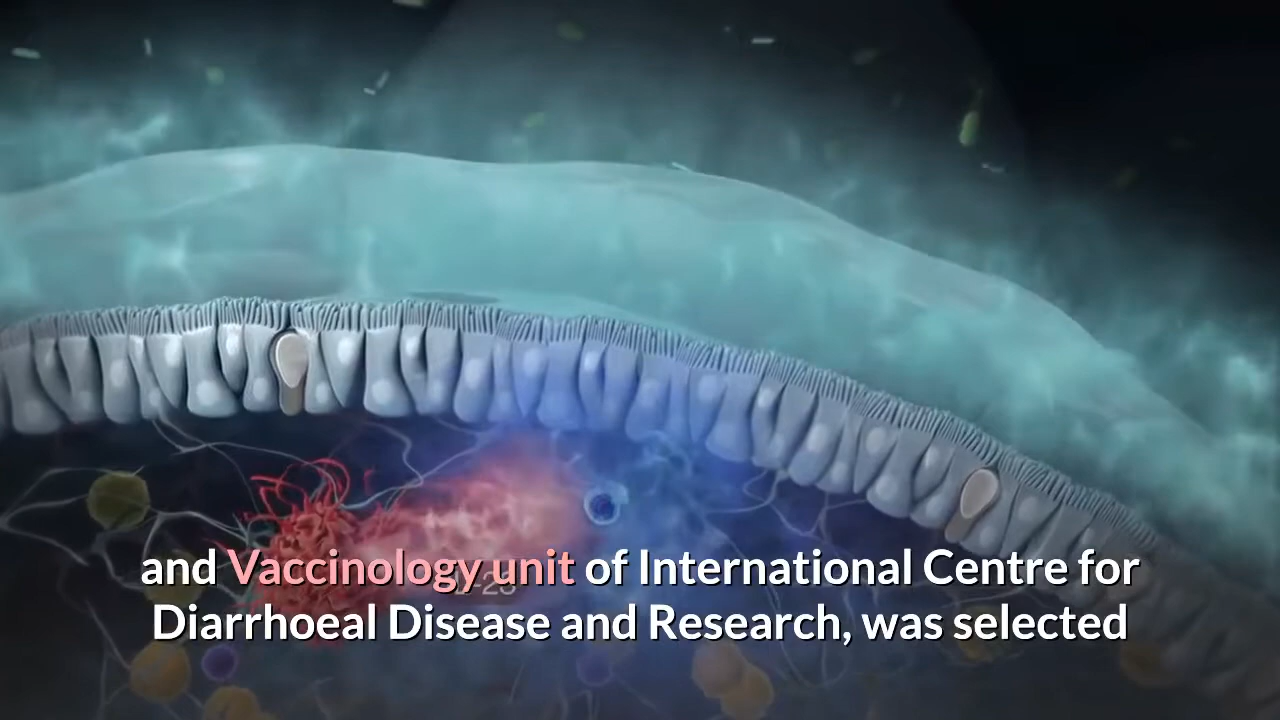 and Vaccinology unit of International Centre for
Diarrhoeal Disease and Research, was selected